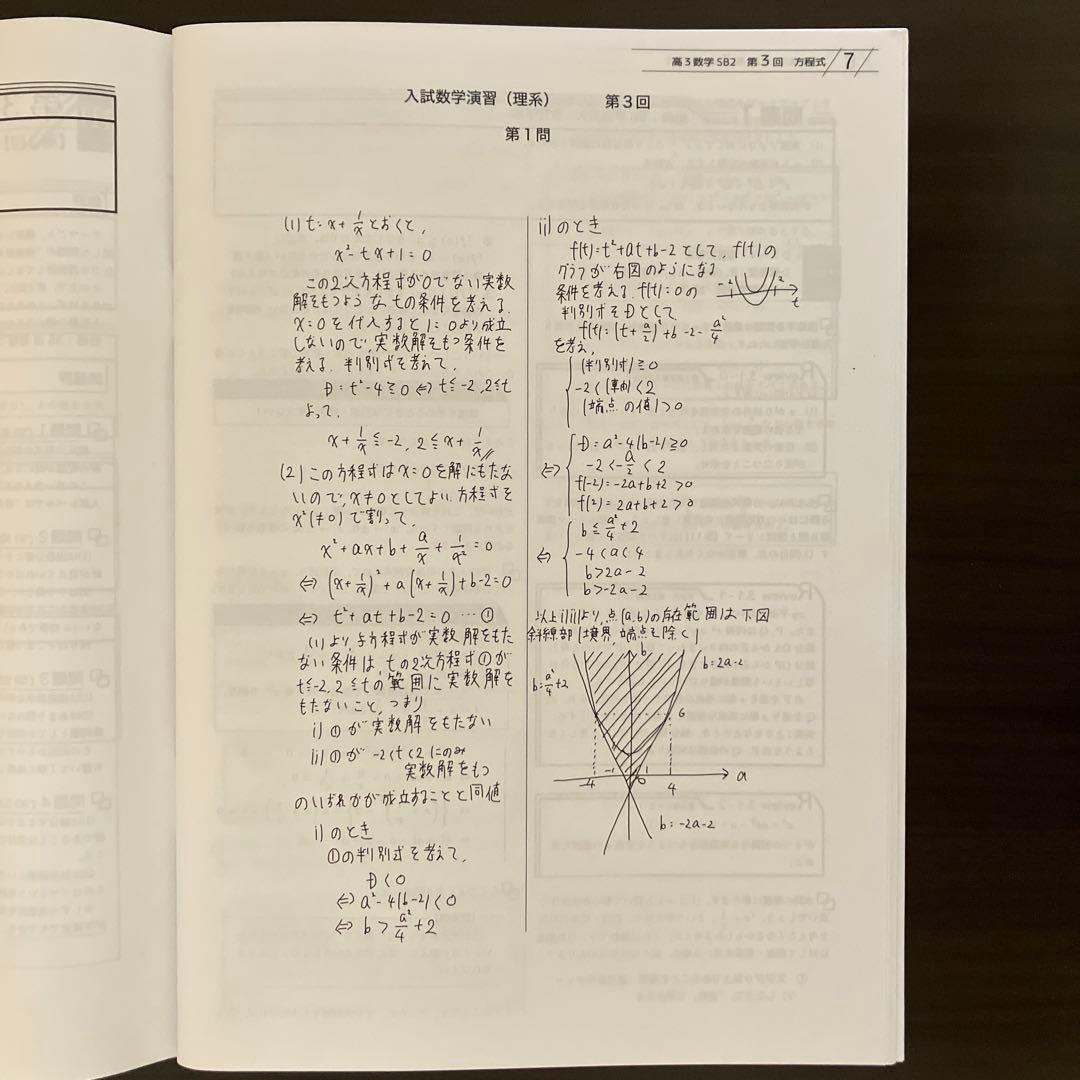 高3数学SB2 第3回 方程式 7
入試数学演習(理系) 第3回
第1問
(1) t=x+1/xとおくと,
x²-tx+1=0
この2次方程式が0でない実数
解をもつような, tの条件を考える.
x=0を代入すると1=0より成立
しないので, 実数解をもつ条件を
考える. 判別式を考えて,
D=t²-4≧0⇔t≦-2, 2≦t
よって,
x+1/x≦-2, 2≦x+1/x
(2) この方程式はx=0を解にもたな
いので, x≠0としてよい. 方程式を
x²(≠0)で割って,
x²+ax+b+a/x+1/x²=0
⇔(x+1/x)²+a(x+1/x)+b-2=0
⇔ t²+at+b-2=0 …①
(1)より, 与方程式が実数解をもた
ない条件は, tの2次方程式①が
t≦-2, 2≦tの範囲に実数解を
もたないこと, つまり
i) ①が実数解をもたない
ii) ①が -2<t<2にのみ
実数解をもつ
のいずれかが成立することと同値
i)のとき
①の判別式を考えて,
D<0
⇔a²-4(b-2)<0
⇔ b>a²/4+2
ii)のとき
f(t)=t²+at+b-2として, f(t)の
グラフが右図のようになる
条件を考える. f(t)=0の
判別式をDとして
-2 2 t
f(t)=(t+a/2)²+b-2-a²/4
を考え,
(判別式)≧0
-2<(軸)<2
(端点の値)>0
⇔ D=a²-4(b-2)≧0
-2<-a/2<2
f(-2)=-2a+b+2>0
f(2)=2a+b+2>0
⇔ b≦a²/4+2
-4<a<4
b>2a-2
b>-2a-2
以上i)ii)より, 点(a,b)の存在範囲は下図
斜線部(境界, 端点を除く)
b
b=2a-2
b=a²/4+2
6
-4 -1 0 1 4 a
b=-2a-2